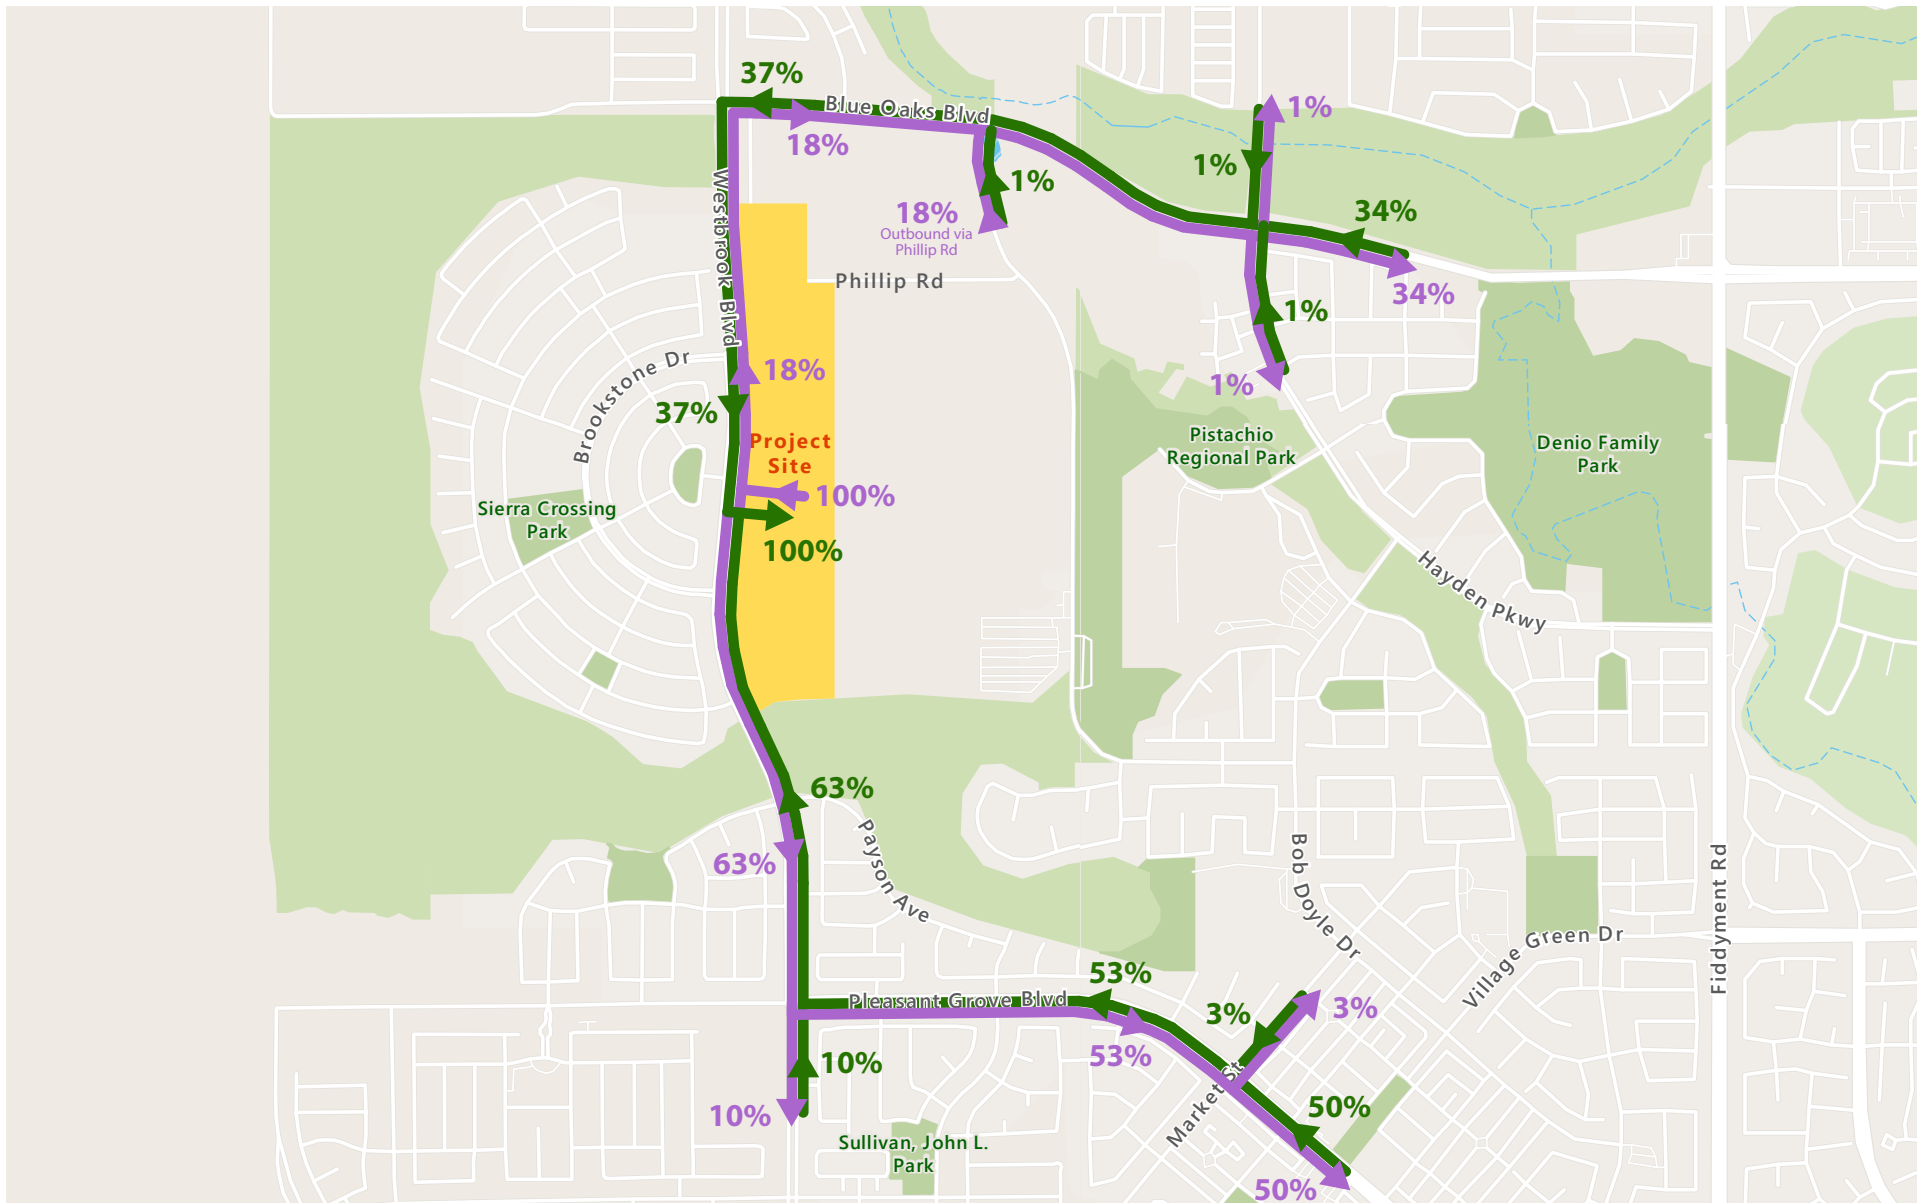 37%
Blue Oaks Blvd
18%
1%
1%
1%
18%
Outbound via
Phillip Rd
34%
34%
Westbrook Blvd
Phillip Rd
1%
1%
Brookstone Dr
18%
37%
Project
Site
100%
100%
Pistachio
Regional Park
Denio Family
Park
Sierra Crossing
Park
Hayden Pkwy
63%
63%
Payson Ave
Bob Doyle Dr
Village Green Dr
Fiddyment Rd
53%
Pleasant Grove Blvd
53%
3%
3%
10%
10%
Market St
50%
50%
Sullivan, John L.
Park